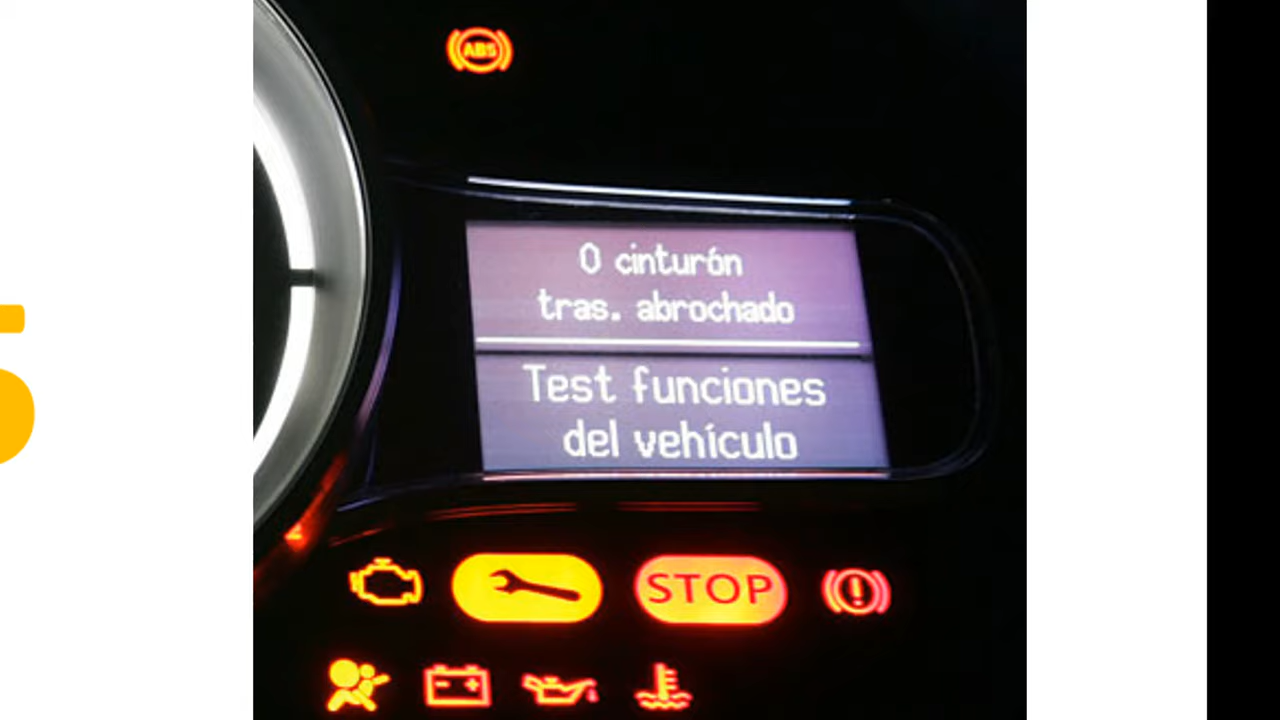 ABS
0 cinturón
tras. abrochado
Test funciones
del vehículo
STOP